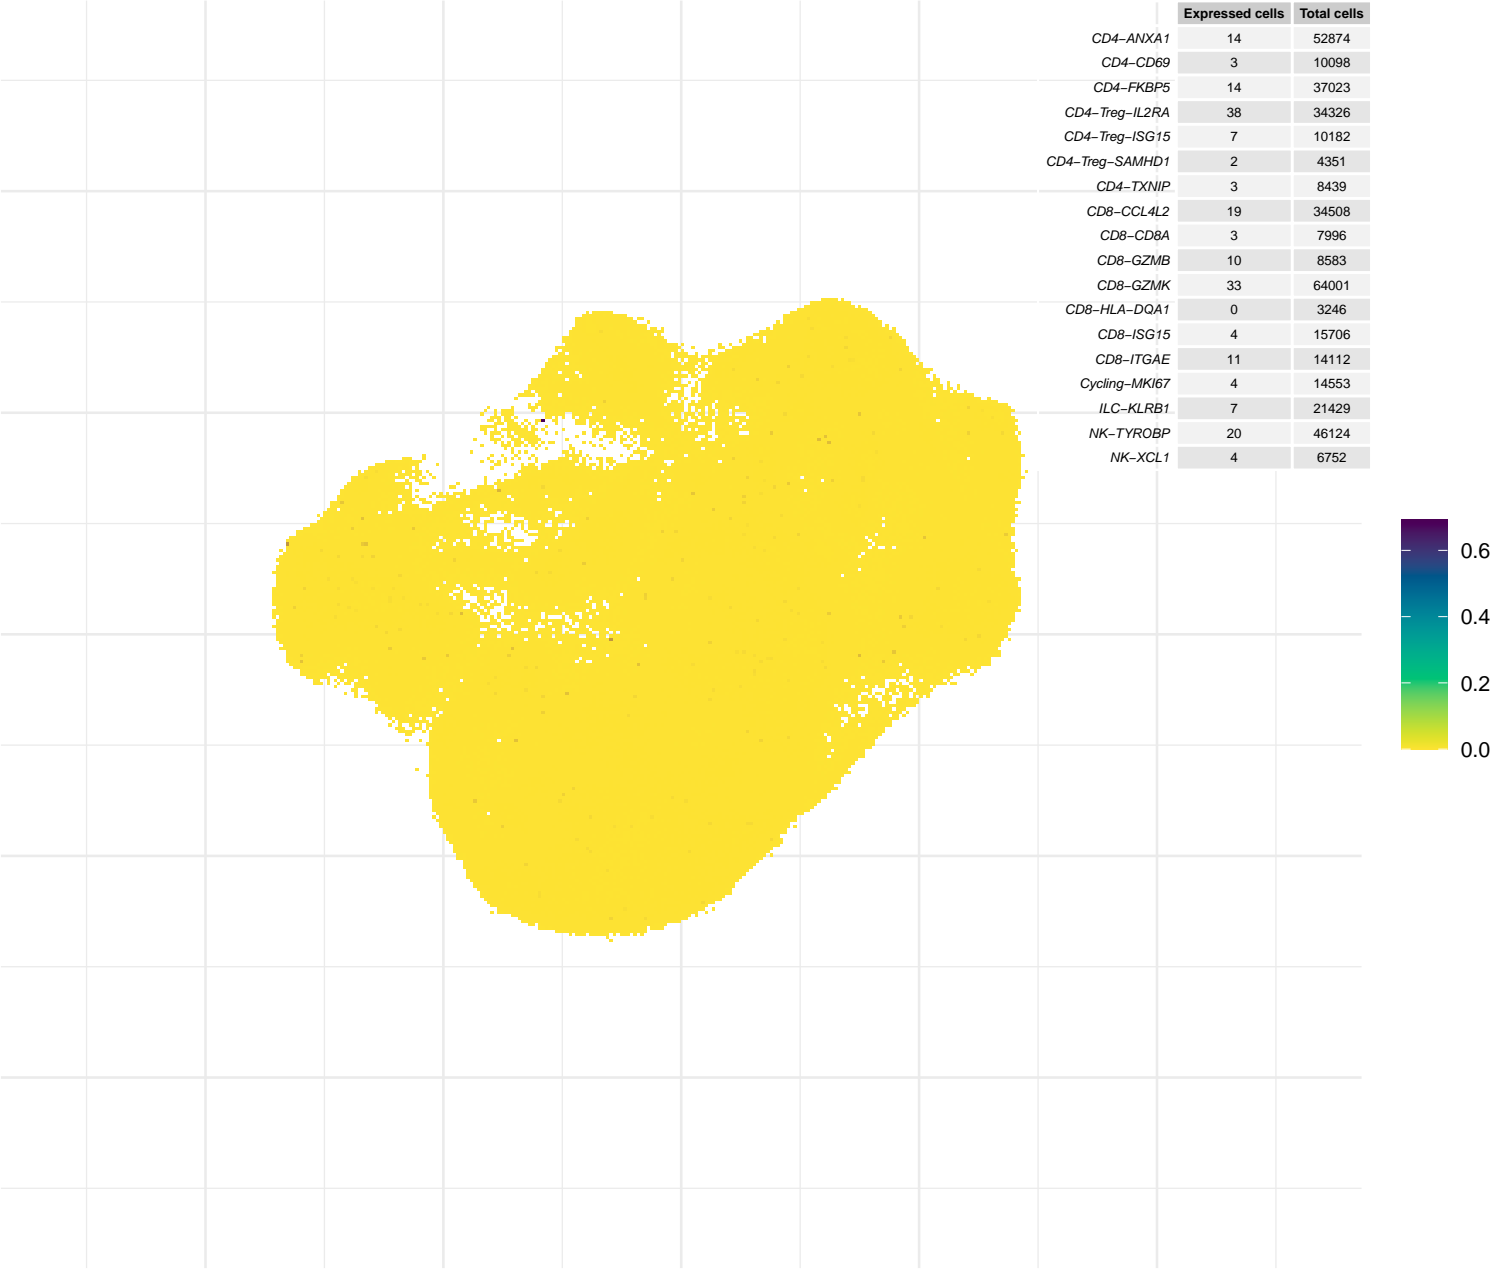 Expressed cells Total cells
CD4−ANXA1 14 52874
CD4−CD69 3 10098
CD4−FKBP5 14 37023
CD4−Treg−IL2RA 38 34326
CD4−Treg−ISG15 7 10182
CD4−Treg−SAMHD1 2 4351
CD4−TXNIP 3 8439
CD8−CCL4L2 19 34508
CD8−CD8A 3 7996
CD8−GZMB 10 8583
CD8−GZMK 33 64001
CD8−HLA−DQA1 0 3246
CD8−ISG15 4 15706
CD8−ITGAE 11 14112
Cycling−MKI67 4 14553
ILC−KLRB1 7 21429
NK−TYROBP 20 46124
NK−XCL1 4 6752
0.6
0.4
0.2
0.0